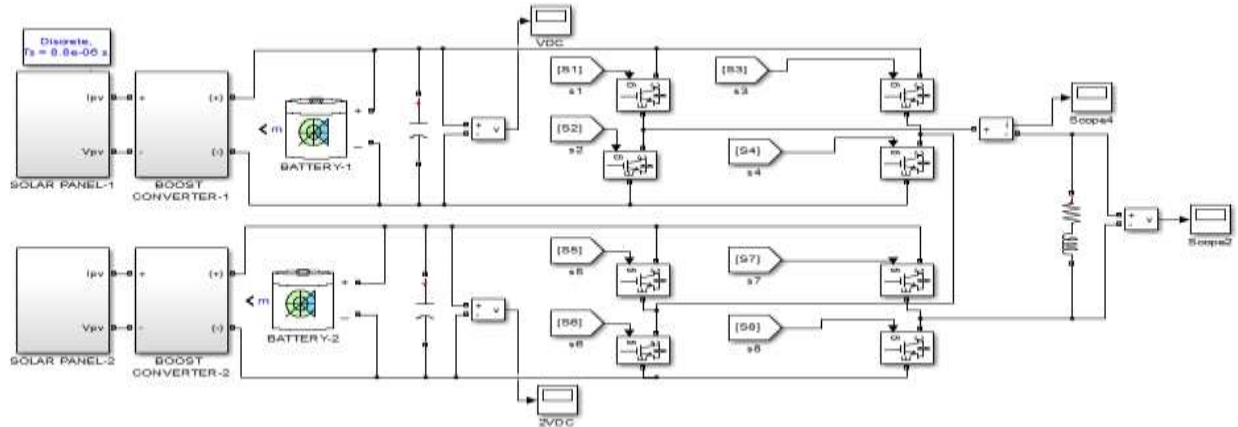 Discrete,
Ts = 8.8e-06 s
VDC
Ipv
+
(+)
Vpv
-
(-)
SOLAR PANEL-1
BOOST
CONVERTER-1
m
+
-
BATTERY-1
+
-
v
[S1]
s1
[S2]
s2
[S3]
s3
[S4]
s4
+
-
i
Scope4
+
-
v
Scope2
Ipv
+
(+)
Vpv
-
(-)
SOLAR PANEL-2
BOOST
CONVERTER-2
m
+
-
BATTERY-2
+
-
v
[S5]
[S6]
s6
[S7]
s7
[S8]
2VDC